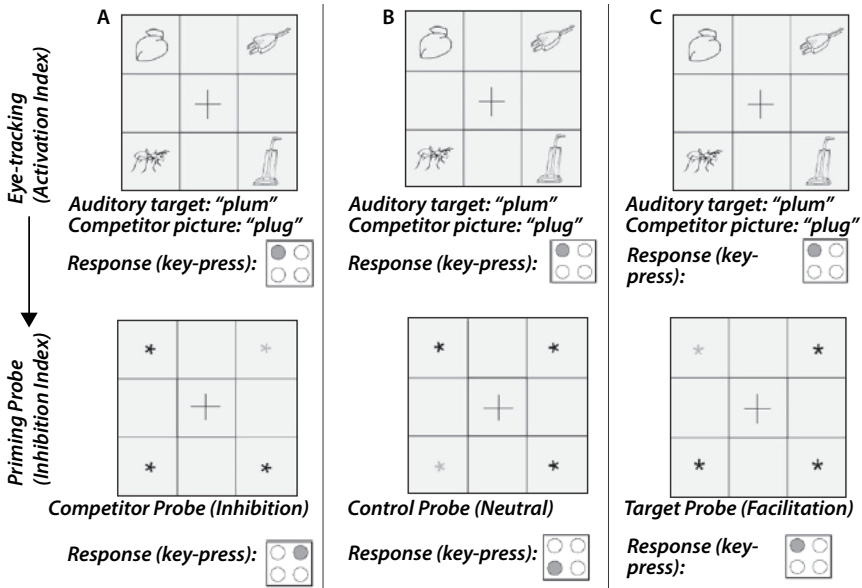 A
B
C
Eye-tracking
(Activation Index)
Auditory target: “plum”
Competitor picture: “plug”
Response (key-press):
Auditory target: “plum”
Competitor picture: “plug”
Response (key-press):
Auditory target: “plum”
Competitor picture: “plug”
Response (key-
press):
Priming Probe
(Inhibition Index)
* *
* *
Competitor Probe (Inhibition)
Response (key-press):
* *
* *
Control Probe (Neutral)
Response (key-press):
* *
* *
Target Probe (Facilitation)
Response (key-
press):